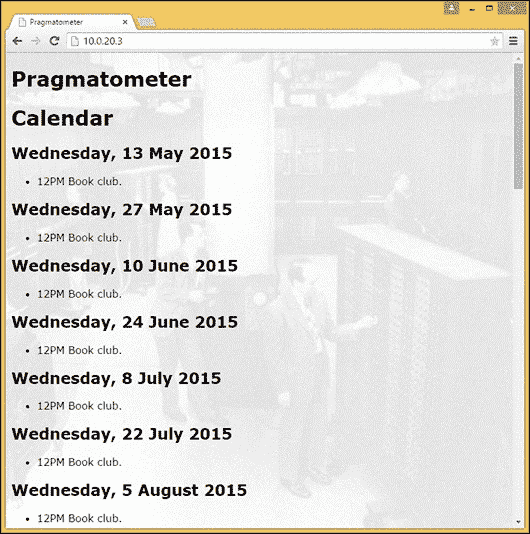 Pragmatometer
10.0.20.3
Pragmatometer
Calendar
Wednesday, 13 May 2015
12PM Book club.
Wednesday, 27 May 2015
12PM Book club.
Wednesday, 10 June 2015
12PM Book club.
Wednesday, 24 June 2015
12PM Book club.
Wednesday, 8 July 2015
12PM Book club.
Wednesday, 22 July 2015
12PM Book club.
Wednesday, 5 August 2015
12PM Book club.